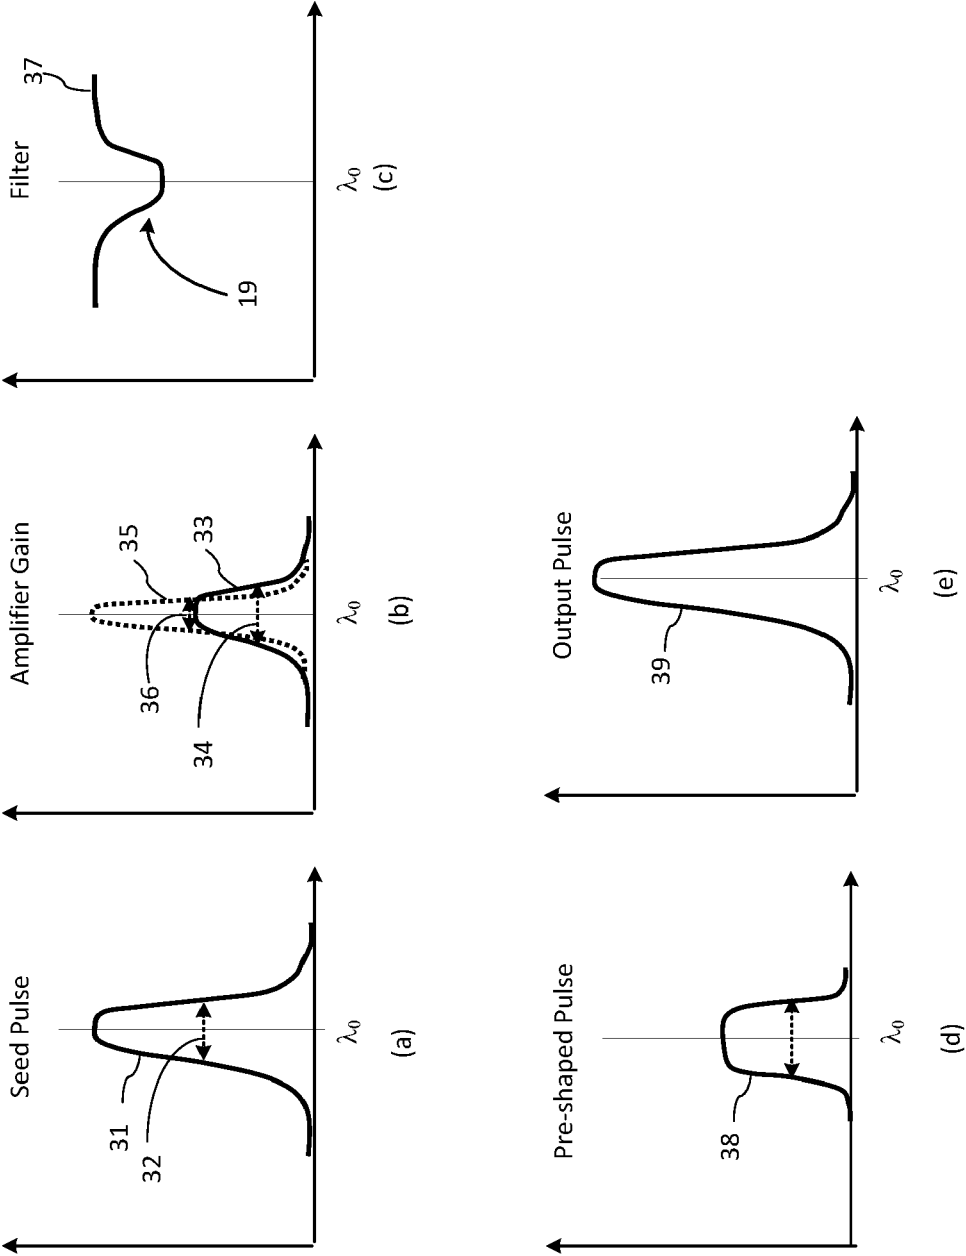 Seed Pulse
31
32
λ0
(a)
Amplifier Gain
35
33
36
34
λ0
(b)
Filter
37
19
λ0
(c)
Pre-shaped Pulse
38
λ0
(d)
Output Pulse
39
λ0
(e)